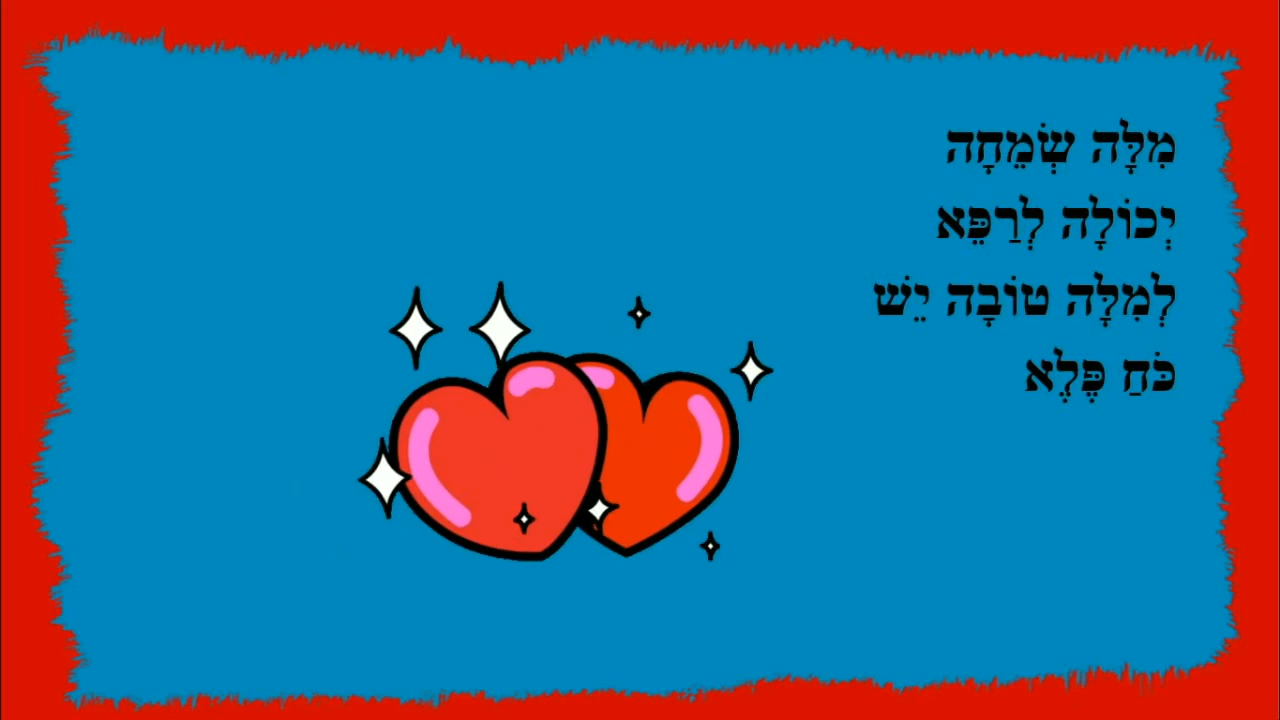 מִלָּה שְׂמֵחָה
יְכוֹלָה לְרַפֵּא
לְמִלָּה טוֹבָה יֵשׁ
כֹּחַ פֶּלֶא